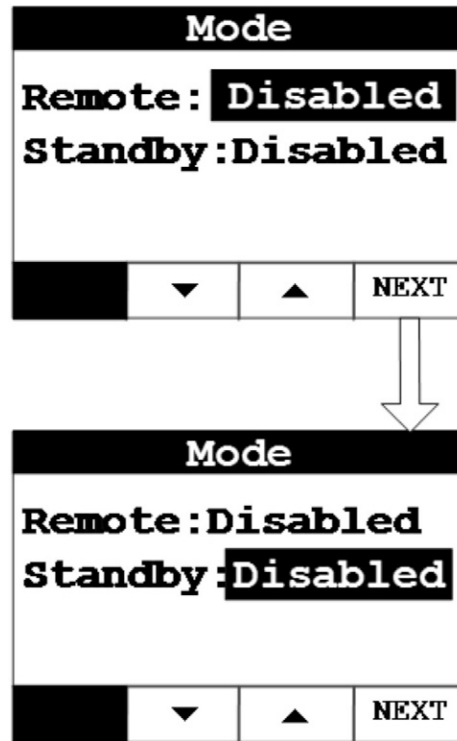 Mode
Remote: Disabled
Standby:Disabled
▼ ▲ NEXT
Mode
Remote:Disabled
Standby:Disabled
▼ ▲ NEXT